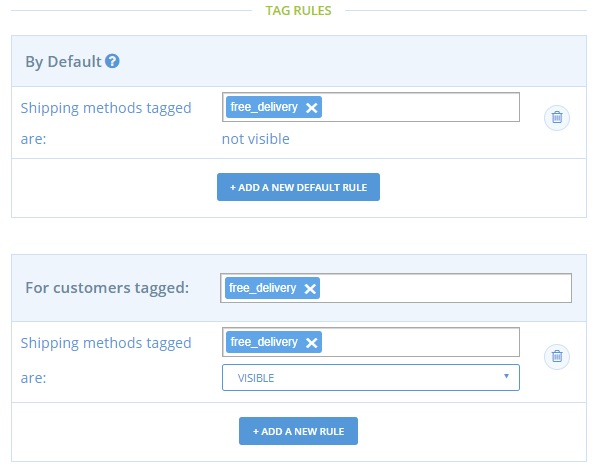 TAG RULES
By Default ?
Shipping methods tagged
free_delivery ×
are:
not visible
+ ADD A NEW DEFAULT RULE
For customers tagged:
free_delivery ×
Shipping methods tagged
free_delivery ×
are:
VISIBLE
+ ADD A NEW RULE